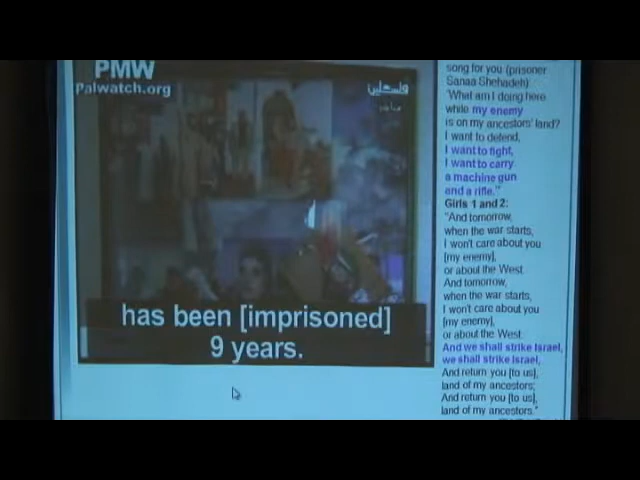 PMW
Palwatch.org
فلسطين
مباشر
has been [imprisoned]
9 years.
song for you (prisoner
Sanaa Shehadeh)
'What am I doing here
while my enemy
is on my ancestors' land?
I want to defend,
I want to fight,
I want to carry
a machine gun
and a rifle."
Girls 1 and 2:
"And tomorrow,
when the war starts,
I won't care about you
[my enemy],
or about the West.
And tomorrow,
when the war starts,
I won't care about you
[my enemy],
or about the West.
And we shall strike Israel,
we shall strike Israel,
And return you [to us],
land of my ancestors;
And return you [to us],
land of my ancestors."